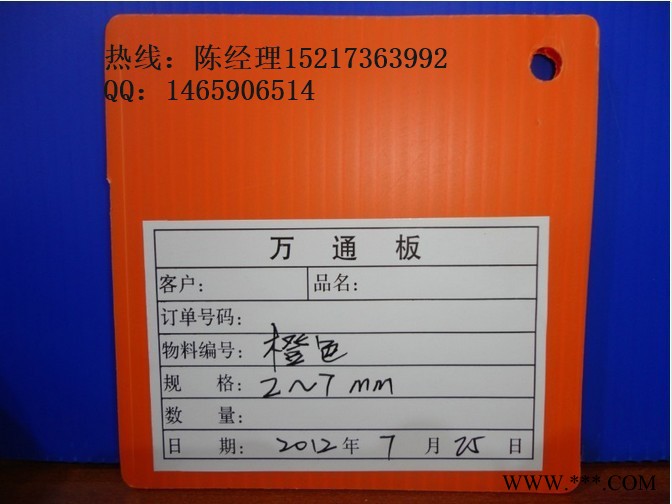 热线：陈经理15217363992
QQ：1465906514
万 通 板
客户： 品名：
订单号码：
物料编号：橙色
规 格：2~7mm
数 量：
日 期：2012年 7 月 25 日
WWW.***.COM